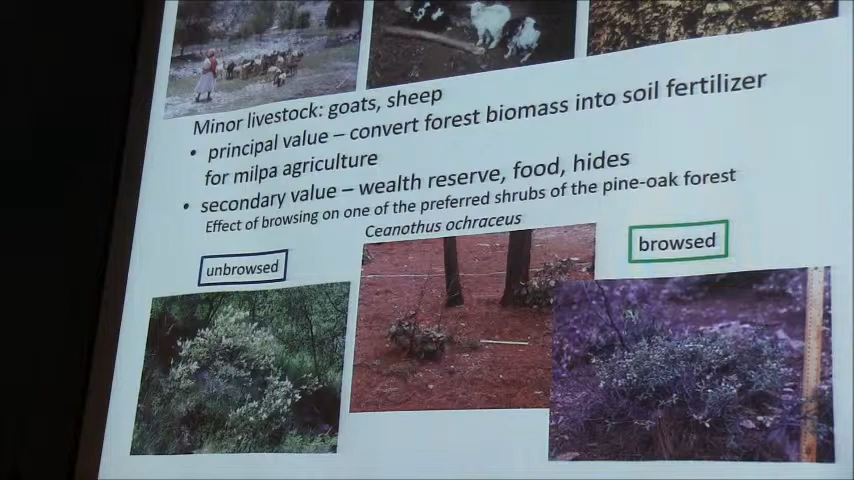 Minor livestock: goats, sheep
• principal value – convert forest biomass into soil fertilizer
for milpa agriculture
• secondary value – wealth reserve, food, hides
Effect of browsing on one of the preferred shrubs of the pine-oak forest
Ceanothus ochraceus
unbrowsed
browsed